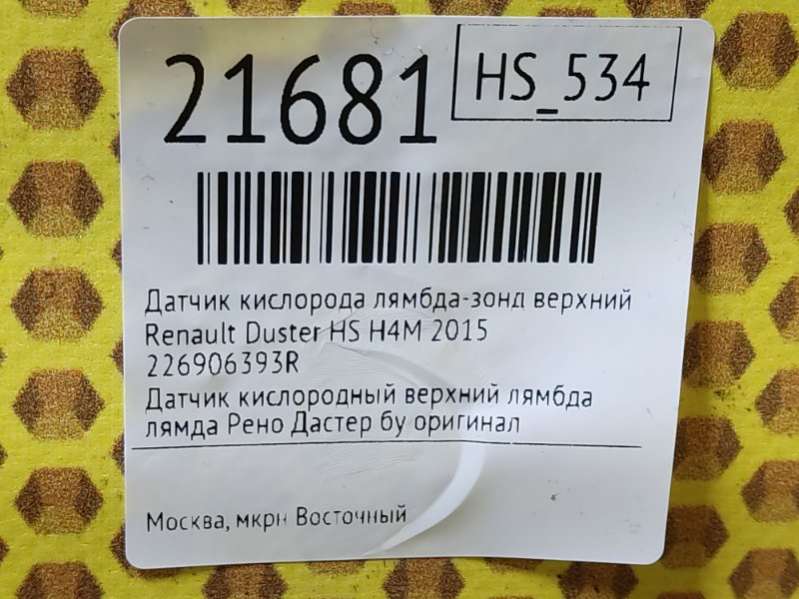 21681
HS_534
Датчик кислорода лямбда-зонд верхний
Renault Duster HS H4M 2015
226906393R
Датчик кислородный верхний лямбда
лямда Рено Дастер бу оригинал
Москва, мкрн Восточный